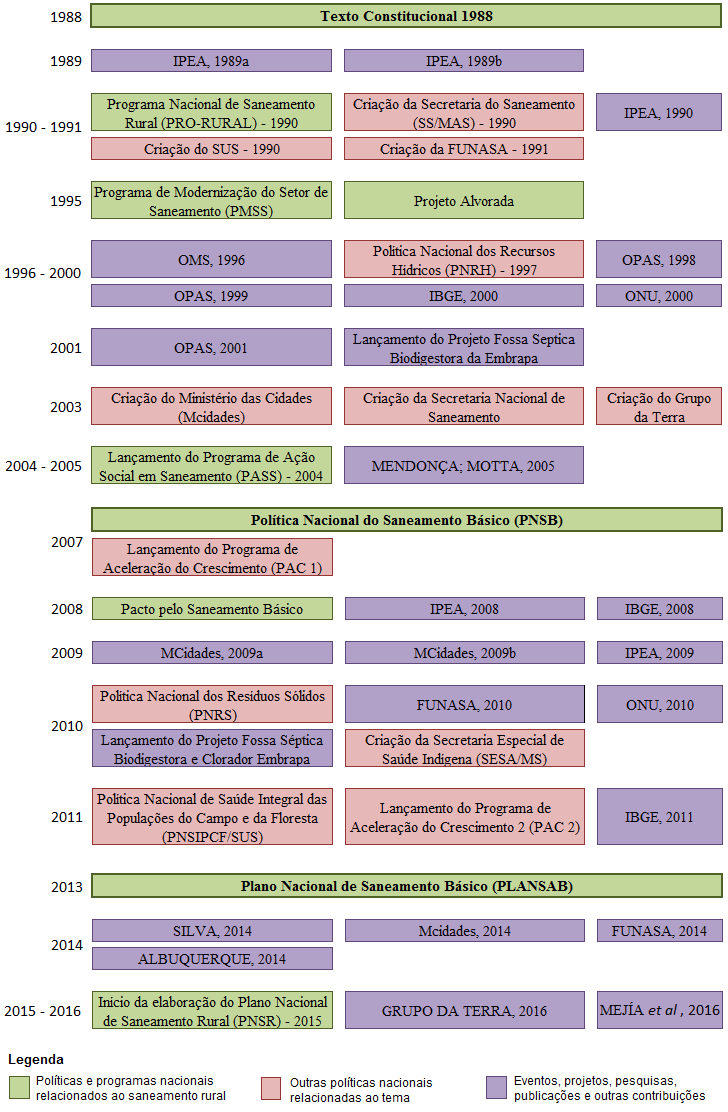 1988
Texto Constitucional 1988
1989
IPEA, 1989a
IPEA, 1989b
1990 - 1991
Programa Nacional de Saneamento
Rural (PRO-RURAL) - 1990
Criação da Secretaria do Saneamento
(SS/MAS) - 1990
IPEA, 1990
Criação do SUS - 1990
Criação da FUNASA - 1991
1995
Programa de Modernização do Setor de
Saneamento (PMSS)
Projeto Alvorada
1996 - 2000
OMS, 1996
Política Nacional dos Recursos
Hídricos (PNRH) - 1997
OPAS, 1998
OPAS, 1999
IBGE, 2000
ONU, 2000
2001
OPAS, 2001
Lançamento do Projeto Fossa Septica
Biodigestora da Embrapa
2003
Criação do Ministério das Cidades
(Mcidades)
Criação da Secretaria Nacional de
Saneamento
Criação do Grupo
da Terra
2004 - 2005
Lançamento do Programa de Ação
Social em Saneamento (PASS) - 2004
MENDONÇA; MOTTA, 2005
Política Nacional do Saneamento Básico (PNSB)
2007
Lançamento do Programa de
Aceleração do Crescimento (PAC 1)
2008
Pacto pelo Saneamento Básico
IPEA, 2008
IBGE, 2008
2009
MCidades, 2009a
MCidades, 2009b
IPEA, 2009
2010
Política Nacional dos Resíduos Sólidos
(PNRS)
FUNASA, 2010
ONU, 2010
Lançamento do Projeto Fossa Séptica
Biodigestora e Clorador Embrapa
Criação da Secretaria Especial de
Saúde Indígena (SESA/MS)
2011
Política Nacional de Saúde Integral das
Populações do Campo e da Floresta
(PNSIPCF/SUS)
Lançamento do Programa de
Aceleração do Crescimento 2 (PAC 2)
IBGE, 2011
2013
Plano Nacional de Saneamento Básico (PLANSAB)
2014
SILVA, 2014
Mcidades, 2014
FUNASA, 2014
ALBUQUERQUE, 2014
2015 - 2016
Inicio da elaboração do Plano Nacional
de Saneamento Rural (PNSR) - 2015
GRUPO DA TERRA, 2016
MEJÍA et al , 2016
Legenda
Políticas e programas nacionais
relacionados ao saneamento rural
Outras políticas nacionais
relacionadas ao tema
Eventos, projetos, pesquisas,
publicações e outras contribuições